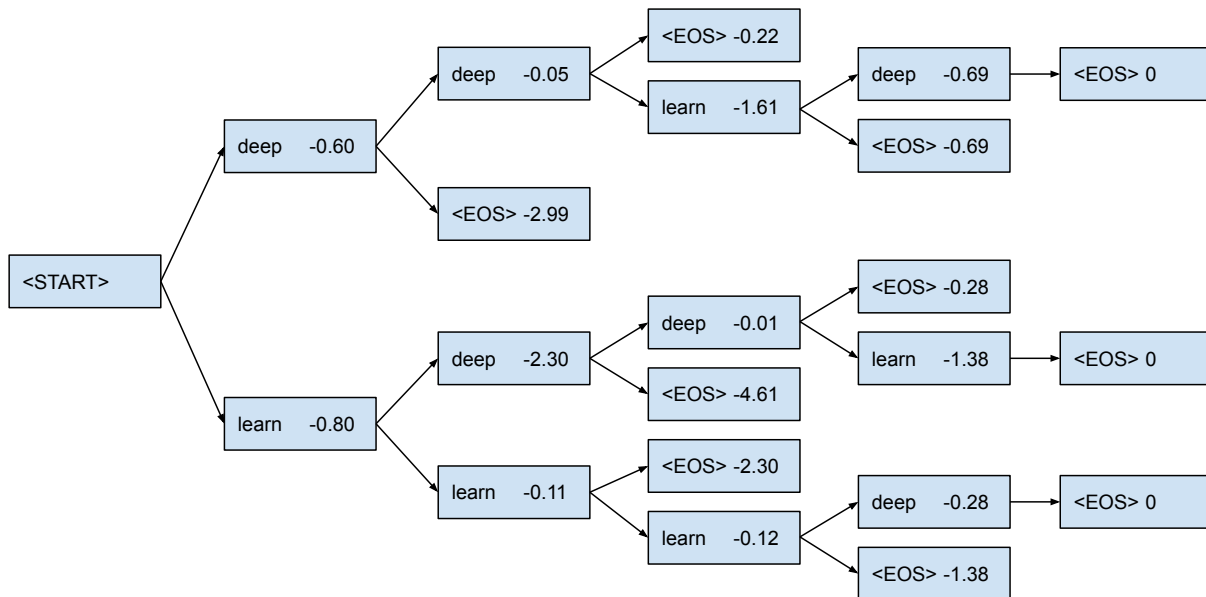 <EOS> -0.22
deep -0.05
deep -0.69
<EOS> 0
learn -1.61
deep -0.60
<EOS> -0.69
<EOS> -2.99
<START>
<EOS> -0.28
deep -0.01
deep -2.30
learn -1.38
<EOS> 0
<EOS> -4.61
learn -0.80
<EOS> -2.30
learn -0.11
deep -0.28
<EOS> 0
learn -0.12
<EOS> -1.38